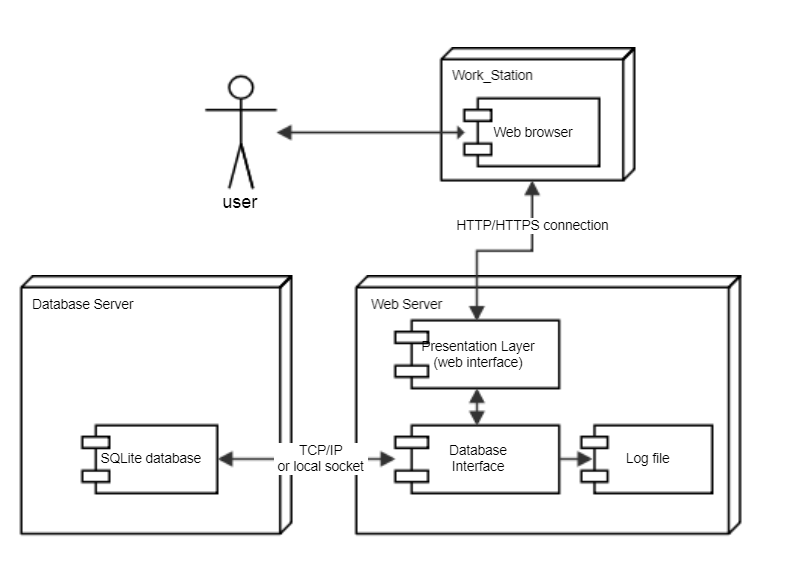 Work_Station
Web browser
user
HTTP/HTTPS connection
Database Server
Web Server
Presentation Layer
(web interface)
SQLite database
TCP/IP
or local socket
Database
Interface
Log file